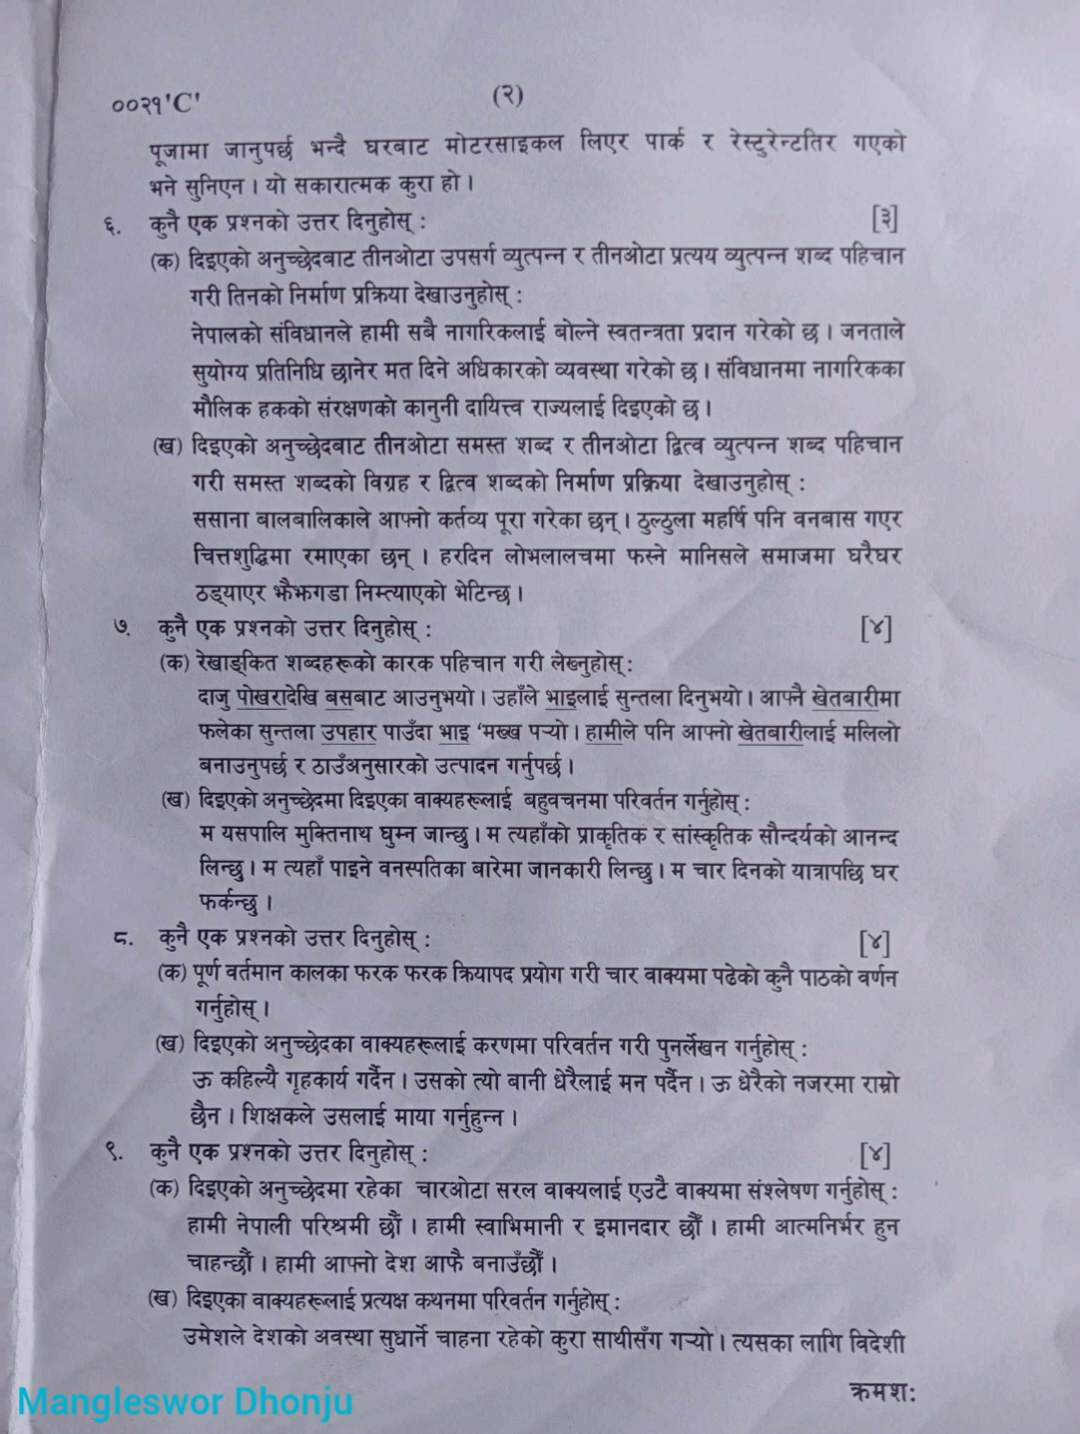 ००२१'C'
(२)
पूजामा जानुपर्छ भन्दै घरबाट मोटरसाइकल लिएर पार्क र रेस्टुरेन्टतिर गएको
भने सुनिएन । यो सकारात्मक कुरा हो ।
६. कुनै एक प्रश्नको उत्तर दिनुहोस् : [३]
(क) दिइएको अनुच्छेदबाट तीनओटा उपसर्ग व्युत्पन्न र तीनओटा प्रत्यय व्युत्पन्न शब्द पहिचान
गरी तिनको निर्माण प्रक्रिया देखाउनुहोस् :
नेपालको संविधानले हामी सबै नागरिकलाई बोल्ने स्वतन्त्रता प्रदान गरेको छ । जनताले
सुयोग्य प्रतिनिधि छानेर मत दिने अधिकारको व्यवस्था गरेको छ । संविधानमा नागरिकका
मौलिक हकको संरक्षणको कानुनी दायित्त्व राज्यलाई दिइएको छ ।
(ख) दिइएको अनुच्छेदबाट तीनओटा समस्त शब्द र तीनओटा द्वित्व व्युत्पन्न शब्द पहिचान
गरी समस्त शब्दको विग्रह र द्वित्व शब्दको निर्माण प्रक्रिया देखाउनुहोस् :
ससाना बालबालिकाले आफ्नो कर्तव्य पूरा गरेका छन् । ठुल्ठुला महर्षि पनि वनबास गएर
चित्तशुद्धिमा रमाएका छन् । हरदिन लोभलालचमा फस्ने मानिसले समाजमा घरैघर
ठड्याएर झैझगडा निम्त्याएको भेटिन्छ ।
७. कुनै एक प्रश्नको उत्तर दिनुहोस् : [४]
(क) रेखाङ्कित शब्दहरूको कारक पहिचान गरी लेख्नुहोस् :
दाजु पोखरादेखि बसबाट आउनुभयो । उहाँले भाइलाई सुन्तला दिनुभयो । आफ्नै खेतबारीमा
फलेका सुन्तला उपहार पाउँदा भाइ ‘मख्ख पऱ्यो । हामीले पनि आफ्नो खेतबारीलाई मलिलो
बनाउनुपर्छ र ठाउँअनुसारको उत्पादन गर्नुपर्छ ।
(ख) दिइएको अनुच्छेदमा दिइएका वाक्यहरूलाई बहुवचनमा परिवर्तन गर्नुहोस् :
म यसपालि मुक्तिनाथ घुम्न जान्छु । म त्यहाँको प्राकृतिक र सांस्कृतिक सौन्दर्यको आनन्द
लिन्छु । म त्यहाँ पाइने वनस्पतिका बारेमा जानकारी लिन्छु । म चार दिनको यात्रापछि घर
फर्कन्छु ।
८. कुनै एक प्रश्नको उत्तर दिनुहोस् : [४]
(क) पूर्ण वर्तमान कालका फरक फरक क्रियापद प्रयोग गरी चार वाक्यमा पढेको कुनै पाठको वर्णन
गर्नुहोस् ।
(ख) दिइएको अनुच्छेदका वाक्यहरूलाई करणमा परिवर्तन गरी पुनर्लेखन गर्नुहोस् :
ऊ कहिल्यै गृहकार्य गर्दैन । उसको त्यो बानी धेरैलाई मन पर्दैन । ऊ धेरैको नजरमा राम्रो
छैन । शिक्षकले उसलाई माया गर्नुहुन्न ।
९. कुनै एक प्रश्नको उत्तर दिनुहोस् : [४]
(क) दिइएको अनुच्छेदमा रहेका चारओटा सरल वाक्यलाई एउटै वाक्यमा संश्लेषण गर्नुहोस् :
हामी नेपाली परिश्रमी छौं । हामी स्वाभिमानी र इमानदार छौँ । हामी आत्मनिर्भर हुन
चाहन्छौं । हामी आफ्नो देश आफै बनाउँछौँ ।
(ख) दिइएका वाक्यहरूलाई प्रत्यक्ष कथनमा परिवर्तन गर्नुहोस् :
उमेशले देशको अवस्था सुधार्ने चाहना रहेको कुरा साथीसँग गऱ्यो । त्यसका लागि विदेशी
क्रमशः
Mangleswor Dhonju